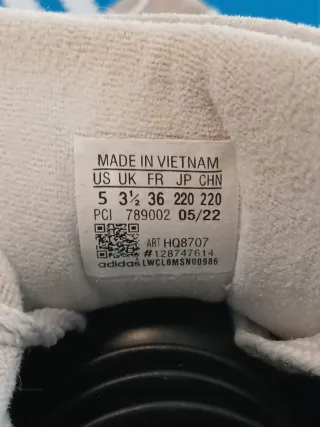 MADE IN VIETNAM
US UK FR JP CHN
5 3½ 36 220 220
PCI 789002 05/22
ART HQ8707
#128747614
adidas LWCL6MSN00986